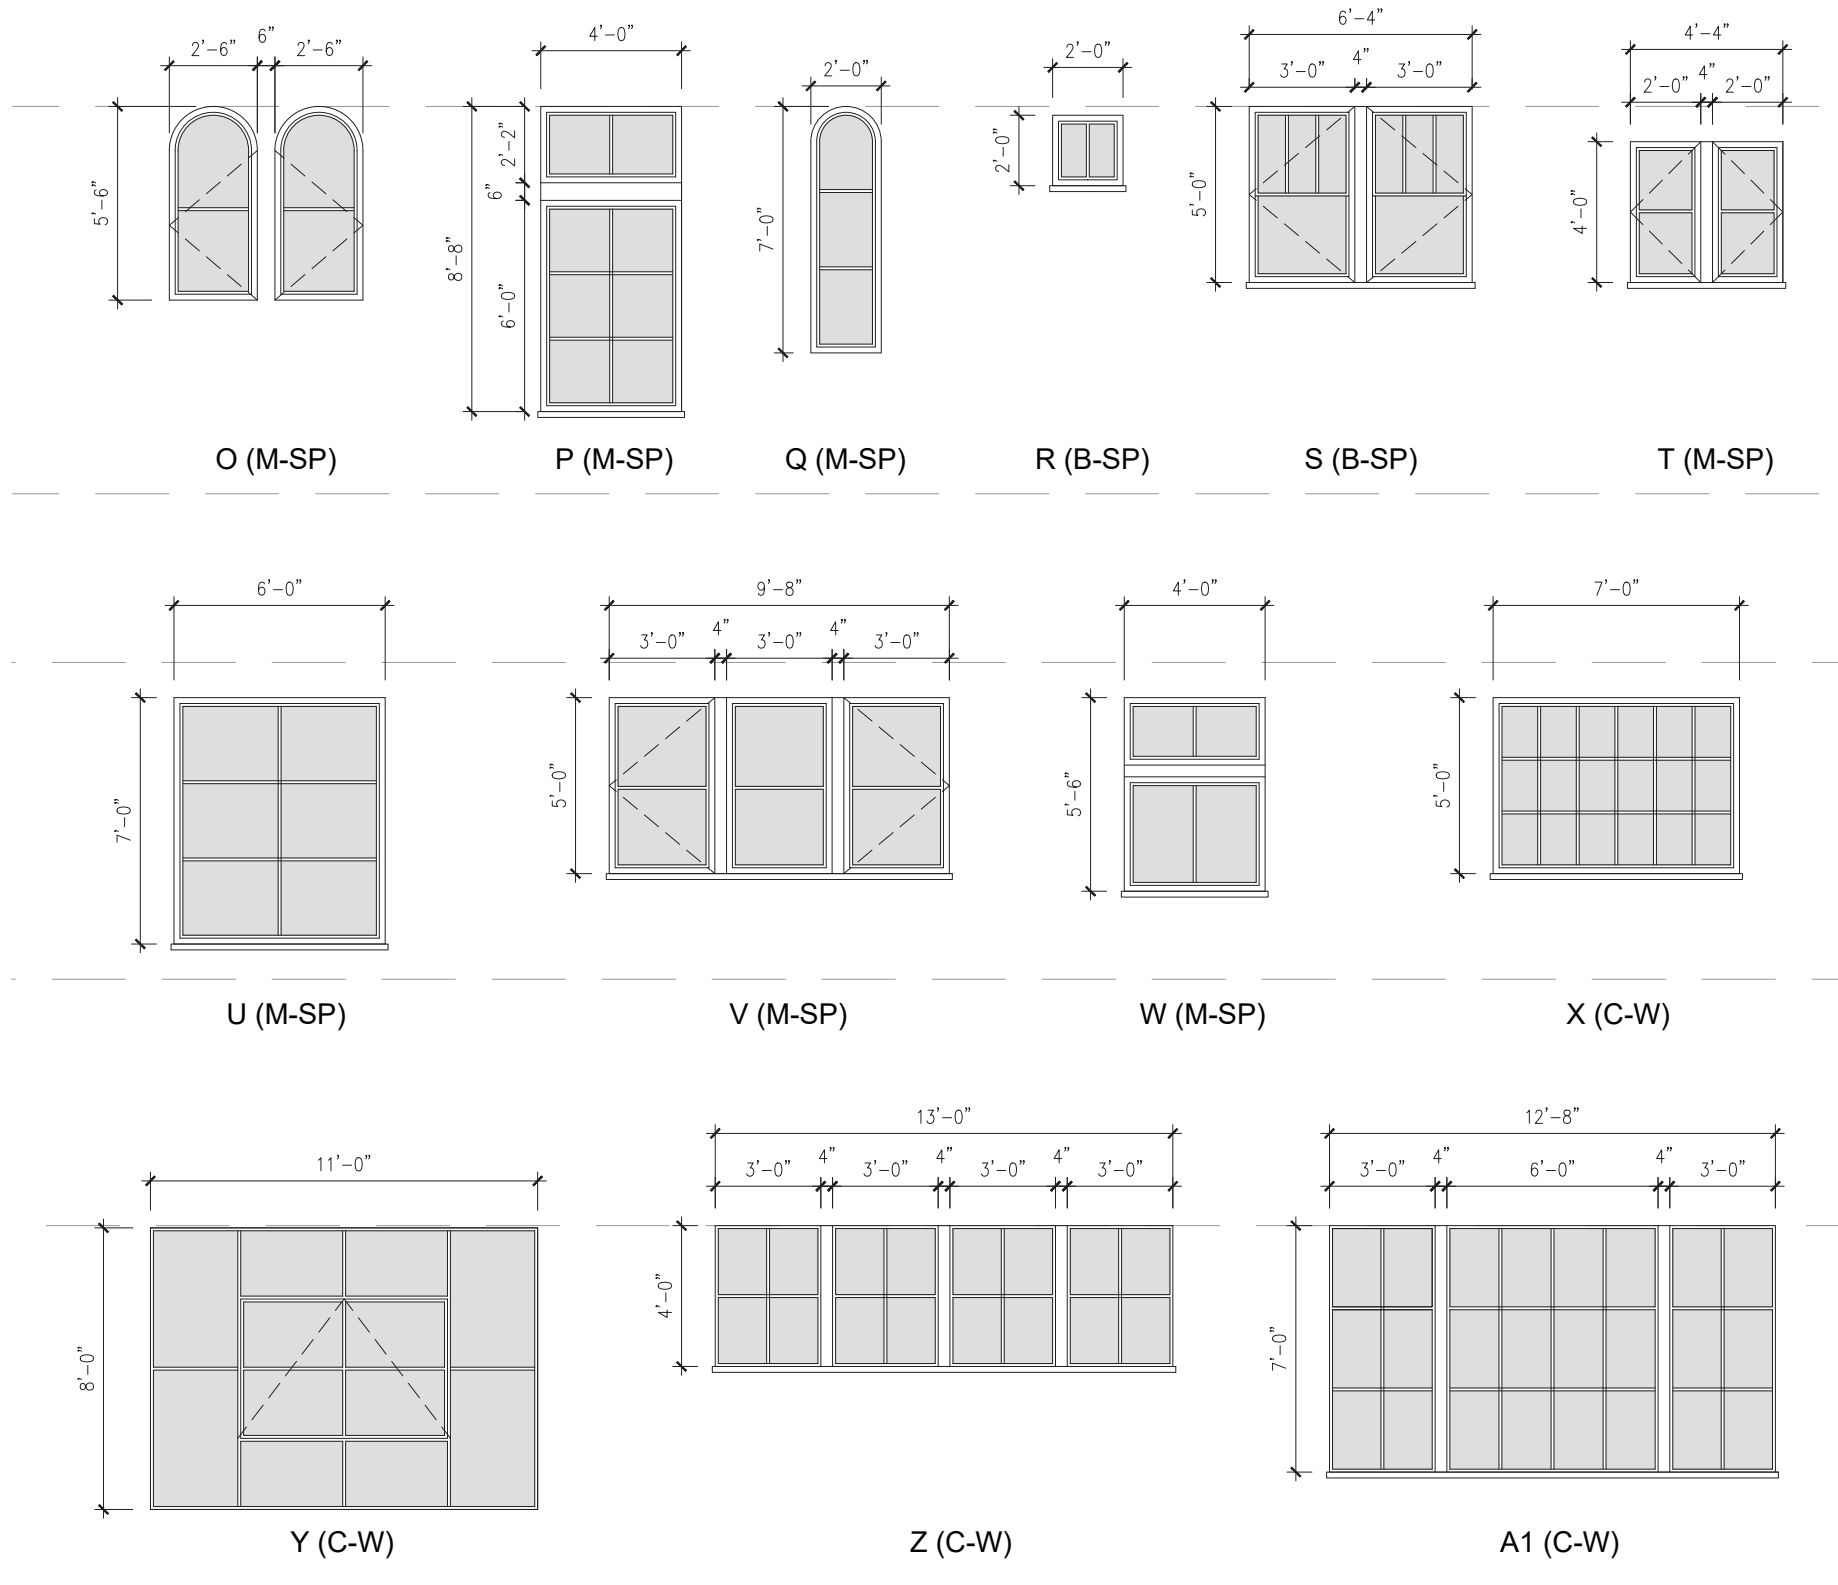 2’–6” 6” 2’–6”
5’–6”
O (M-SP)
4’–0”
2’–2”
6”
6’–0”
8’–8”
P (M-SP)
2’–0”
7’–0”
Q (M-SP)
2’–0”
2’–0”
R (B-SP)
6’–4”
3’–0” 4” 3’–0”
5’–0”
S (B-SP)
4’–4”
2’–0” 4” 2’–0”
4’–0”
T (M-SP)
6’–0”
7’–0”
U (M-SP)
9’–8”
3’–0” 4” 3’–0” 4” 3’–0”
5’–0”
V (M-SP)
4’–0”
5’–6”
W (M-SP)
7’–0”
5’–0”
X (C-W)
11’–0”
8’–0”
Y (C-W)
13’–0”
3’–0” 4” 3’–0” 4” 3’–0” 4” 3’–0”
4’–0”
Z (C-W)
12’–8”
3’–0” 4” 6’–0” 4” 3’–0”
7’–0”
A1 (C-W)